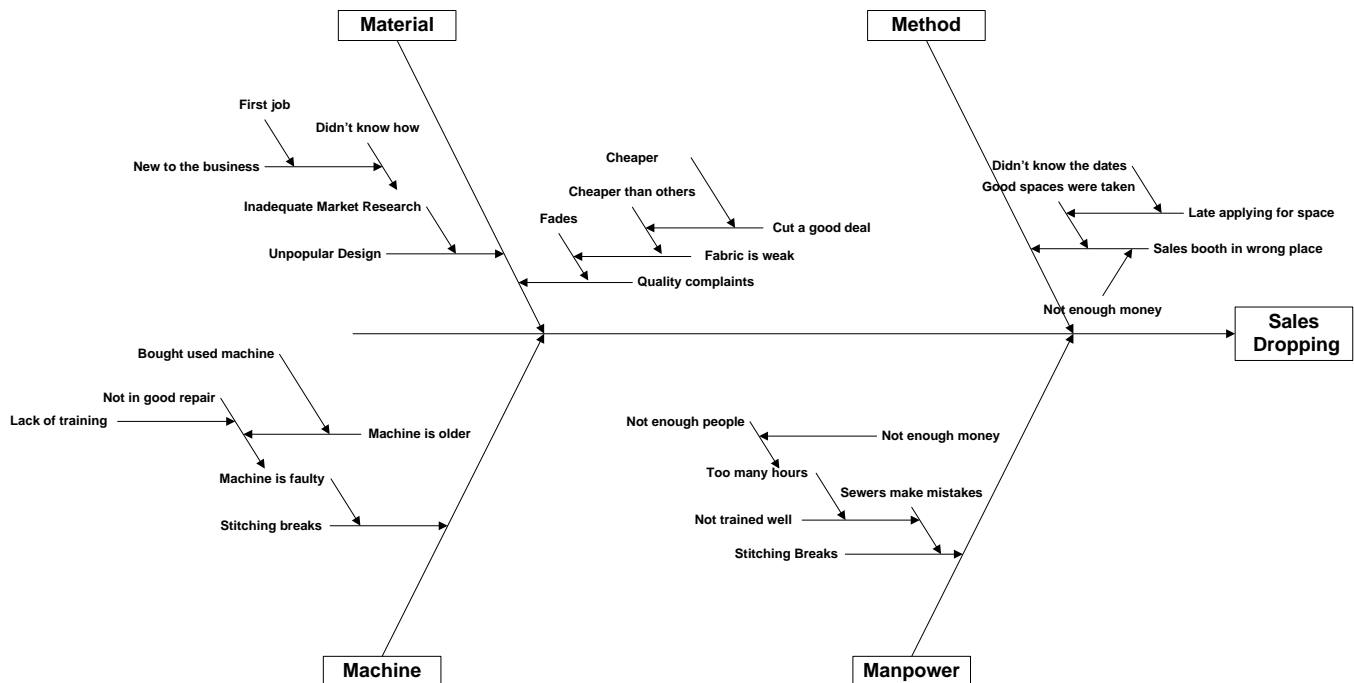 Material
Method
First job
Didn't know how
New to the business
Cheaper
Didn't know the dates
Cheaper than others
Good spaces were taken
Inadequate Market Research
Fades
Cut a good deal
Late applying for space
Unpopular Design
Fabric is weak
Sales booth in wrong place
Quality complaints
Not enough money
Sales
Dropping
Bought used machine
Not in good repair
Lack of training
Machine is older
Not enough people
Not enough money
Machine is faulty
Too many hours
Sewers make mistakes
Stitching breaks
Not trained well
Stitching Breaks
Machine
Manpower